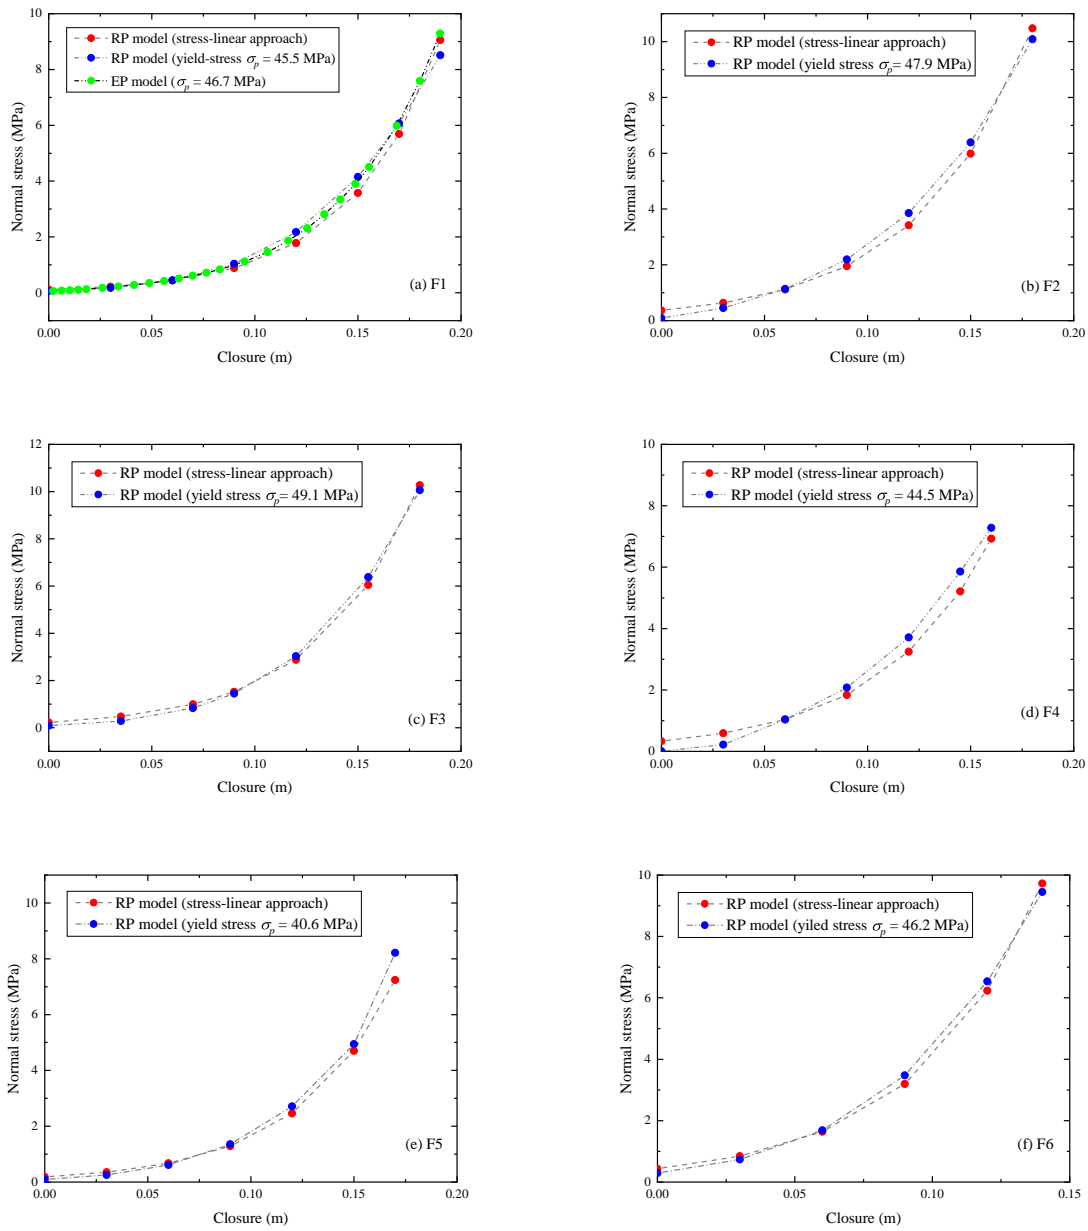 10
8
6
4
2
0
Normal stress (MPa)
RP model (stress-linear approach)
RP model (yield-stress σp = 45.5 MPa)
EP model (σp = 46.7 MPa)
(a) F1
0.00 0.05 0.10 0.15 0.20
Closure (m)
10
8
6
4
2
0
Normal stress (MPa)
RP model (stress-linear approach)
RP model (yield stress σp= 47.9 MPa)
(b) F2
0.00 0.05 0.10 0.15 0.20
Closure (m)
12
10
8
6
4
2
0
Normal stress (MPa)
RP model (stress-linear approach)
RP model (yield stress σp= 49.1 MPa)
(c) F3
0.00 0.05 0.10 0.15 0.20
Closure (m)
10
8
6
4
2
0
Normal stress (MPa)
RP model (stress-linear approach)
RP model (yield stress σp = 44.5 MPa)
(d) F4
0.00 0.05 0.10 0.15 0.20
Closure (m)
10
8
6
4
2
0
Normal stress (MPa)
RP model (stress-linear approach)
RP model (yield stress σp = 40.6 MPa)
(e) F5
0.00 0.05 0.10 0.15 0.20
Closure (m)
10
8
6
4
2
0
Normal stress (MPa)
RP model (stress-linear approach)
RP model (yiled stress σp = 46.2 MPa)
(f) F6
0.00 0.05 0.10 0.15
Closure (m)